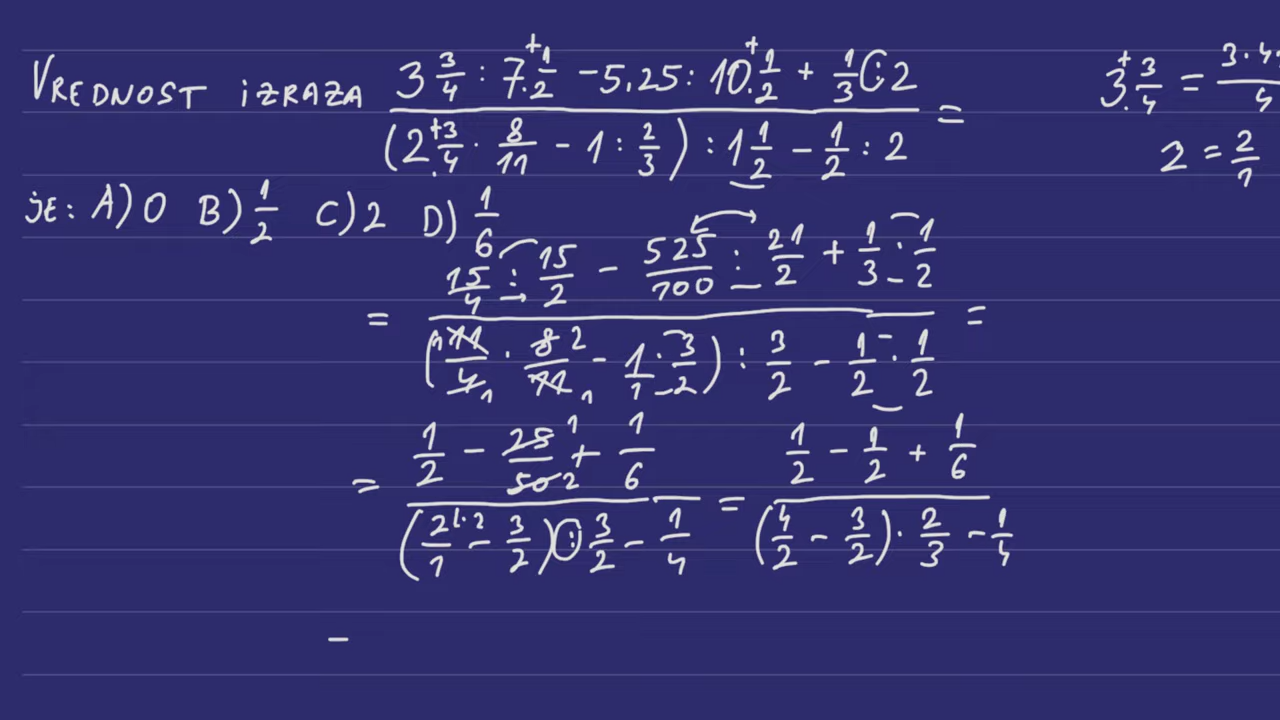 VREDNOST IZRAZA (3 3/4 : 7 1/2 - 5.25 : 10 1/2 + 1/3 : 2) / ((2 3/4 · 8/11 - 1 : 2/3) : 1 1/2 - 1/2 : 2) =
3 3/4 = 3·4 / 4
2 = 2/1
JE: A) 0 B) 1/2 C) 2 D) 1/6
= (15/4 : 15/2 - 525/100 : 21/2 + 1/3 · 1/2) / ((11/4 · 8/11 - 1/1 · 3/2) : 3/2 - 1/2 · 1/2) =
= (1/2 - 25/50 + 1/6) / ((2/1 - 3/2) : 3/2 - 1/4) = (1/2 - 1/2 + 1/6) / ((4/2 - 3/2) · 2/3 - 1/4)